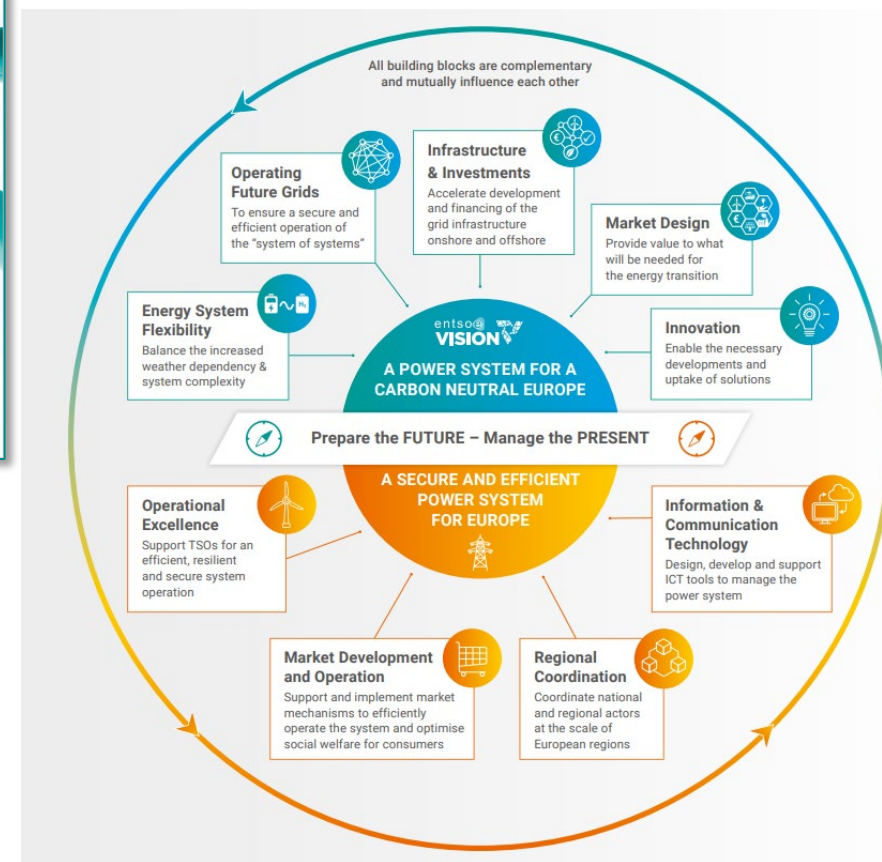 All building blocks are complementary
and mutually influence each other
Infrastructure
& Investments
Accelerate development
and financing of the
grid infrastructure
onshore and offshore
Operating
Future Grids
To ensure a secure and
efficient operation of
the “system of systems”
Market Design
Provide value to what
will be needed for
the energy transition
Energy System
Flexibility
Balance the increased
weather dependency &
system complexity
H₂
Innovation
Enable the necessary
developments and
uptake of solutions
entsoe
VISION
A POWER SYSTEM FOR A
CARBON NEUTRAL EUROPE
Prepare the FUTURE – Manage the PRESENT
A SECURE AND EFFICIENT
POWER SYSTEM
FOR EUROPE
Operational
Excellence
Support TSOs for an
efficient, resilient
and secure system
operation
Information &
Communication
Technology
Design, develop and support
ICT tools to manage the
power system
Market Development
and Operation
Support and implement market
mechanisms to efficiently
operate the system and optimise
social welfare for consumers
Regional
Coordination
Coordinate national
and regional actors
at the scale of
European regions